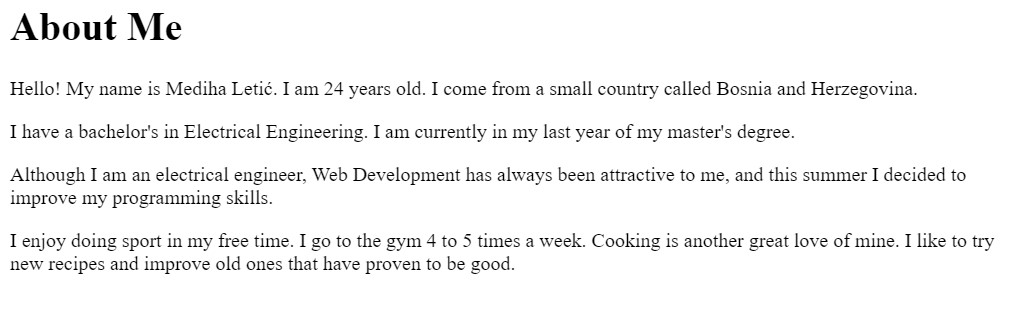 About Me
Hello! My name is Mediha Letić. I am 24 years old. I come from a small country called Bosnia and Herzegovina.
I have a bachelor's in Electrical Engineering. I am currently in my last year of my master's degree.
Although I am an electrical engineer, Web Development has always been attractive to me, and this summer I decided to
improve my programming skills.
I enjoy doing sport in my free time. I go to the gym 4 to 5 times a week. Cooking is another great love of mine. I like to try
new recipes and improve old ones that have proven to be good.